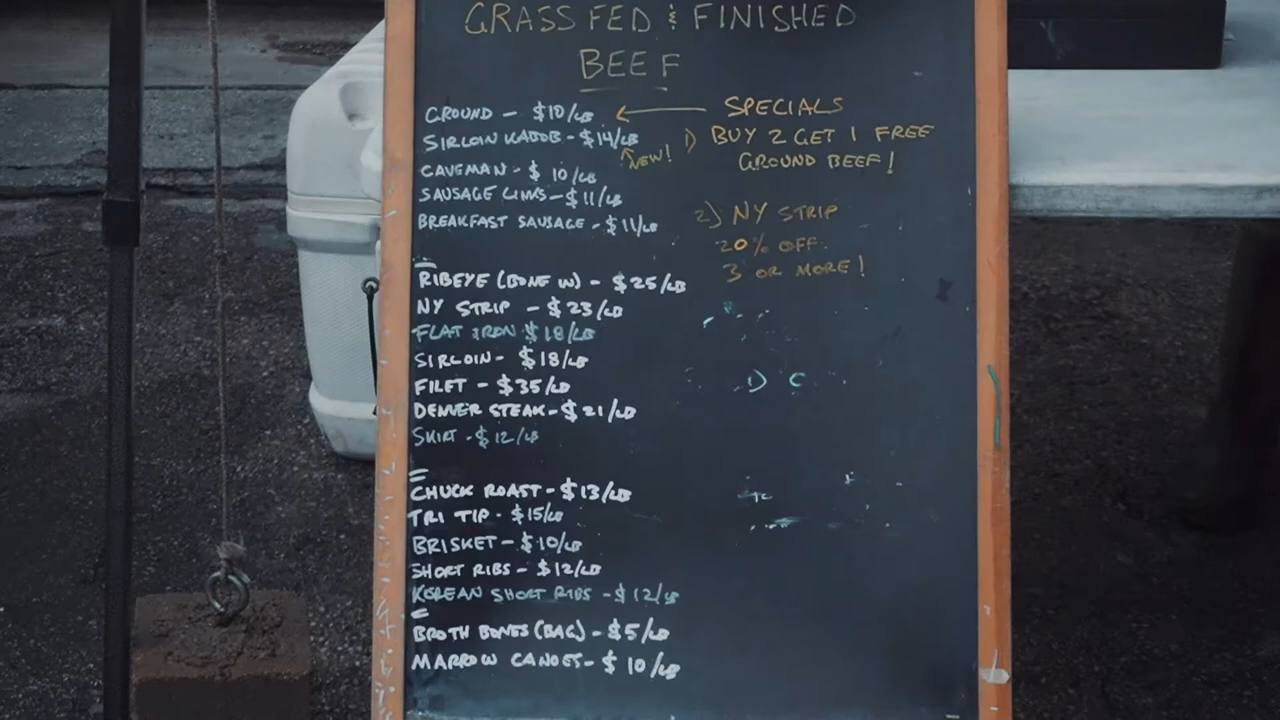 GRASS FED & FINISHED
BEEF
GROUND - $10/LB
SIRLOIN KABOB - $14/LB
NEW!
CAVEMAN - $ 10/LB
SAUSAGE LINKS - $11/LB
BREAKFAST SAUSAGE - $11/LB
SPECIALS
1) BUY 2 GET 1 FREE
GROUND BEEF!
2) NY STRIP
20% OFF
3 OR MORE!
RIBEYE (BONE IN) - $25/LB
NY STRIP - $23/LB
FLAT IRON $18/LB
SIRLOIN - $18/LB
FILET - $35/LB
DENVER STEAK - $21/LB
SKIRT - $12/LB
CHUCK ROAST - $13/LB
TRI TIP - $15/LB
BRISKET - $10/LB
SHORT RIBS - $12/LB
KOREAN SHORT RIBS - $12/LB
BROTH BONES (BAG) - $5/LB
MARROW CANOES - $10/LB